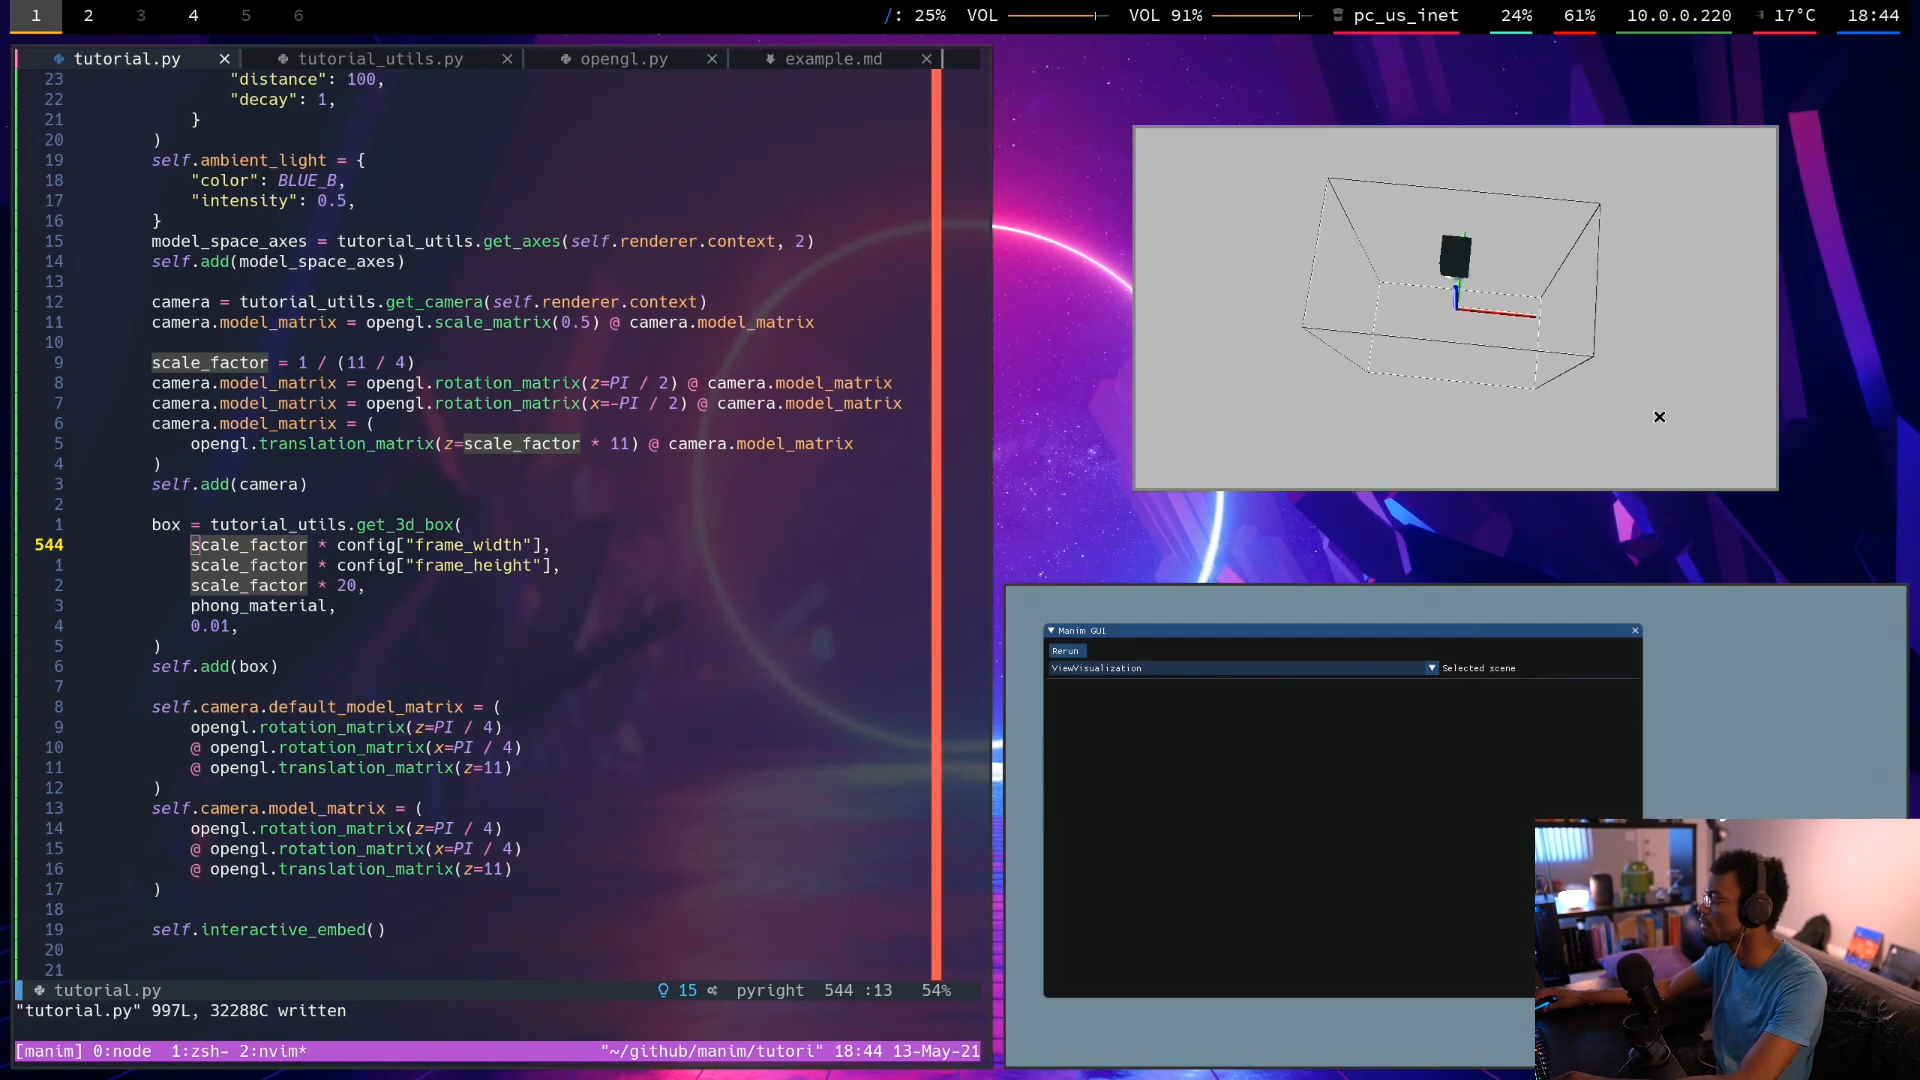 1 2 3 4 5 6
/: 25% VOL VOL 91% pc_us_inet 24% 61% 10.0.0.220 17°C 18:44
tutorial.py tutorial_utils.py opengl.py example.md
23 "distance": 100,
22 "decay": 1,
21 }
20 )
19 self.ambient_light = {
18 "color": BLUE_B,
17 "intensity": 0.5,
16 }
15 model_space_axes = tutorial_utils.get_axes(self.renderer.context, 2)
14 self.add(model_space_axes)
13
12 camera = tutorial_utils.get_camera(self.renderer.context)
11 camera.model_matrix = opengl.scale_matrix(0.5) @ camera.model_matrix
10
9 scale_factor = 1 / (11 / 4)
8 camera.model_matrix = opengl.rotation_matrix(z=PI / 2) @ camera.model_matrix
7 camera.model_matrix = opengl.rotation_matrix(x=-PI / 2) @ camera.model_matrix
6 camera.model_matrix = (
5 opengl.translation_matrix(z=scale_factor * 11) @ camera.model_matrix
4 )
3 self.add(camera)
2
1 box = tutorial_utils.get_3d_box(
544 scale_factor * config["frame_width"],
1 scale_factor * config["frame_height"],
2 scale_factor * 20,
3 phong_material,
4 0.01,
5 )
6 self.add(box)
7
8 self.camera.default_model_matrix = (
9 opengl.rotation_matrix(z=PI / 4)
10 @ opengl.rotation_matrix(x=PI / 4)
11 @ opengl.translation_matrix(z=11)
12 )
13 self.camera.model_matrix = (
14 opengl.rotation_matrix(z=PI / 4)
15 @ opengl.rotation_matrix(x=PI / 4)
16 @ opengl.translation_matrix(z=11)
17 )
18
19 self.interactive_embed()
20
21
tutorial.py 15 pyright 544 :13 54%
"tutorial.py" 997L, 32288C written
[manim] 0:node 1:zsh- 2:nvim* "~/github/manim/tutori" 18:44 13-May-21
Manim GUI
Rerun
ViewVisualization Selected scene